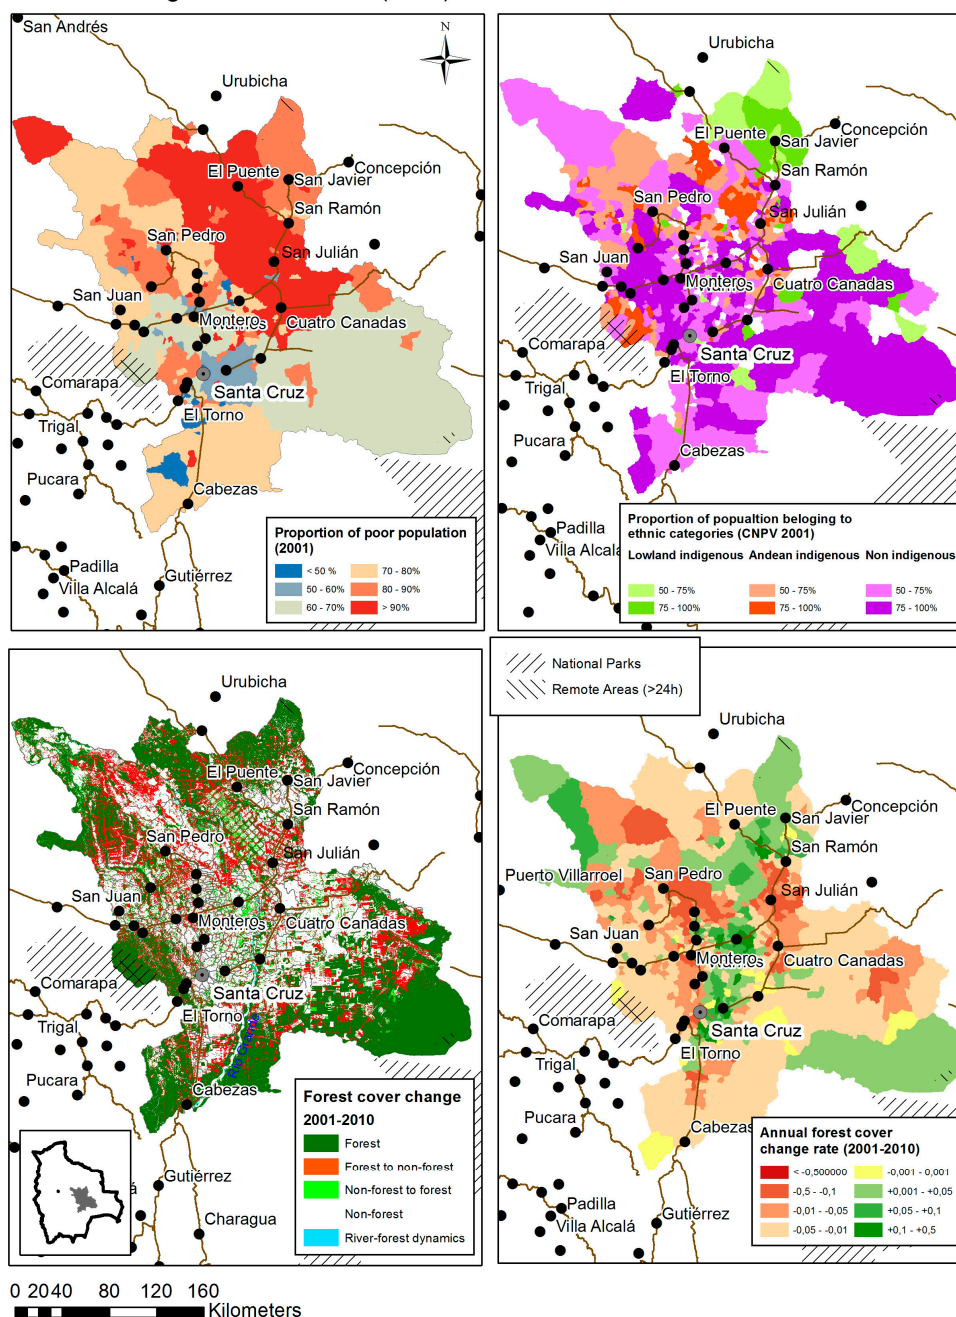 San Andrés
N
Urubicha
El Puente
Concepción
San Javier
San Ramón
San Pedro
San Julián
San Juan
Montero
Cuatro Canadas
Comarapa
Santa Cruz
El Torno
Trigal
Pucara
Cabezas
Padilla
Villa Alcalá
Gutiérrez
Proportion of poor population
(2001)
< 50 %
70 - 80%
50 - 60%
80 - 90%
60 - 70%
> 90%
Urubicha
El Puente
Concepción
San Javier
San Ramón
San Pedro
San Julián
San Juan
Montero
Cuatro Canadas
Comarapa
Santa Cruz
El Torno
Trigal
Pucara
Cabezas
Padilla
Villa Alcalá
Proportion of popualtion beloging to
ethnic categories (CNPV 2001)
Lowland indigenous Andean indigenous Non indigenous
50 - 75% 50 - 75% 50 - 75%
75 - 100% 75 - 100% 75 - 100%
National Parks
Remote Areas (>24h)
Urubicha
El Puente
Concepción
San Javier
San Ramón
San Pedro
San Julián
San Juan
Montero
Cuatro Canadas
Comarapa
Santa Cruz
El Torno
Trigal
Pucara
Cabezas
Gutiérrez
Charagua
Forest cover change
2001-2010
Forest
Forest to non-forest
Non-forest to forest
Non-forest
River-forest dynamics
0 20 40 80 120 160
Kilometers
Urubicha
El Puente
Concepción
San Javier
San Ramón
Puerto Villarroel
San Pedro
San Julián
San Juan
Montero
Cuatro Canadas
Comarapa
Santa Cruz
El Torno
Trigal
Pucara
Cabezas
Padilla
Villa Alcalá
Gutiérrez
Annual forest cover
change rate (2001-2010)
< -0,500000
-0,001 - 0,001
-0,5 - -0,1
+0,001 - +0,05
-0,01 - -0,05
+0,05 - +0,1
-0,05 - -0,01
+0,1 - +0,5